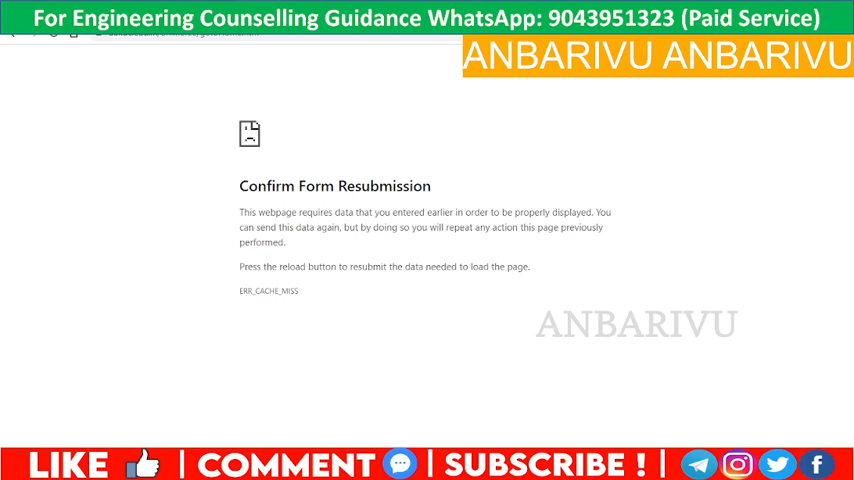 For Engineering Counselling Guidance WhatsApp: 9043951323 (Paid Service)
ANBARIVU ANBARIVU
Confirm Form Resubmission
This webpage requires data that you entered earlier in order to be properly displayed. You
can send this data again, but by doing so you will repeat any action this page previously
performed.
Press the reload button to resubmit the data needed to load the page.
ERR_CACHE_MISS
ANBARIVU
LIKE | COMMENT | SUBSCRIBE ! |